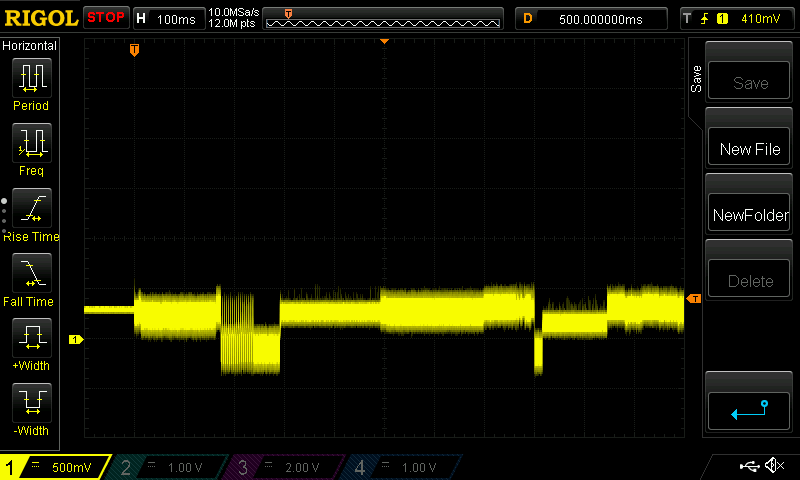 RIGOL STOP H 100ms 10.0MSa/s 12.0M pts T D 500.000000ms T 1 410mV
Horizontal
Period
Freq
Rise Time
Fall Time
+Width
-Width
T
1
T
Save
Save
New File
NewFolder
Delete
1 500mV 2 1.00 V 3 2.00 V 4 1.00 V